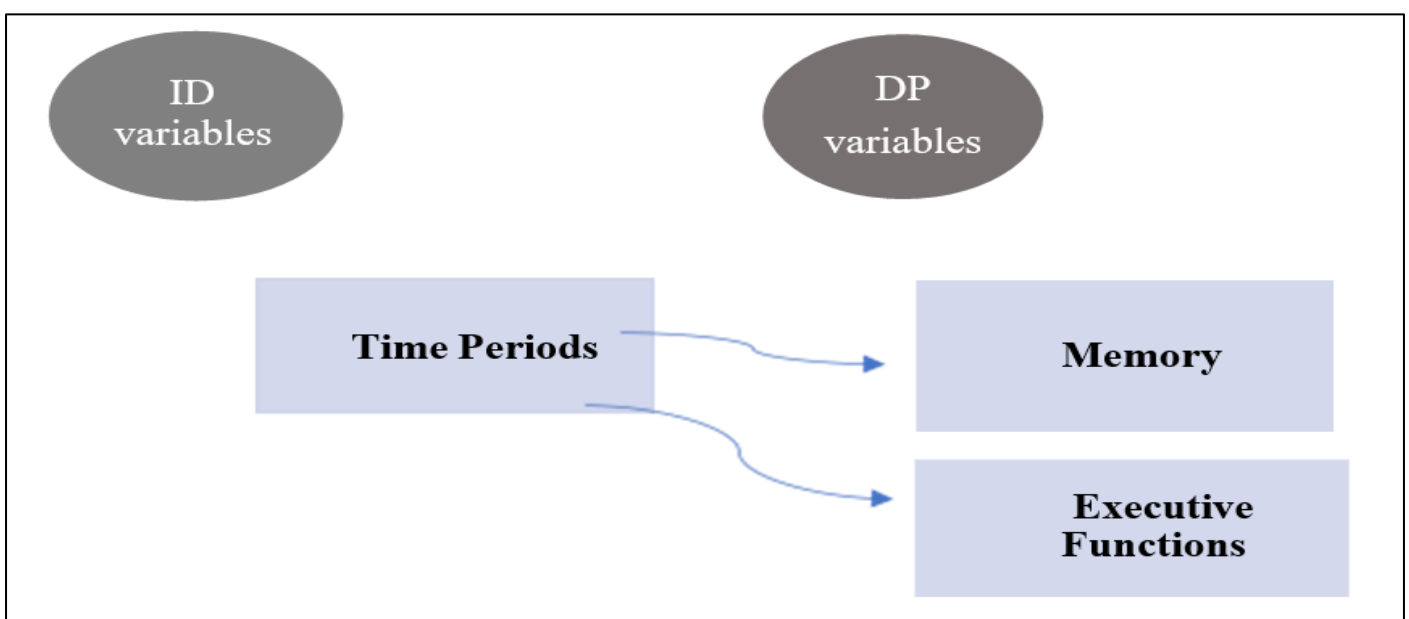 ID
variables
DP
variables
Time Periods
Memory
Executive
Functions